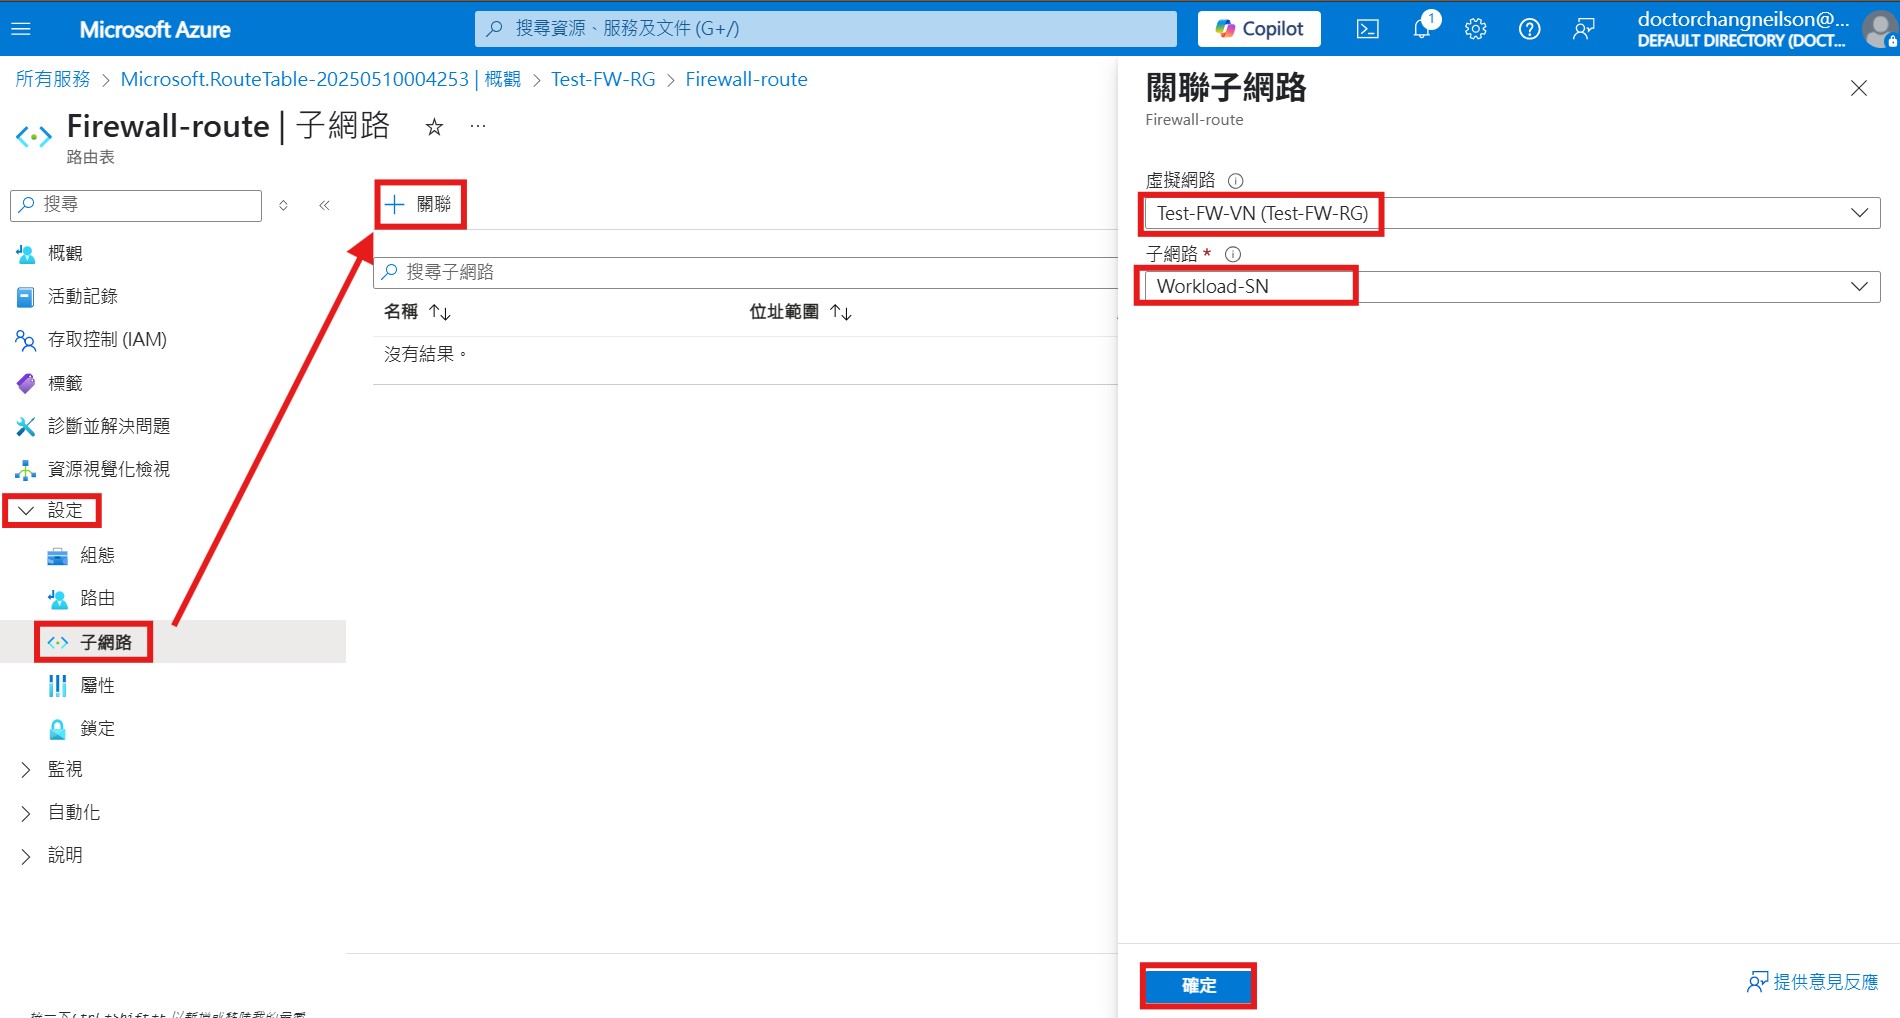 Microsoft Azure
搜尋資源、服務及文件 (G+/)
Copilot
1
doctorchangneilson@...
DEFAULT DIRECTORY (DOCT...
所有服務 > Microsoft.RouteTable-20250510004253 | 概觀 > Test-FW-RG > Firewall-route
Firewall-route | 子網路
路由表
搜尋
概觀
活動記錄
存取控制 (IAM)
標籤
診斷並解決問題
資源視覺化檢視
設定
組態
路由
子網路
屬性
鎖定
監視
自動化
說明
關聯
搜尋子網路
名稱 ↑↓ 位址範圍 ↑↓
沒有結果。
關聯子網路
Firewall-route
虛擬網路
Test-FW-VN (Test-FW-RG)
子網路 *
Workload-SN
確定
提供意見反應